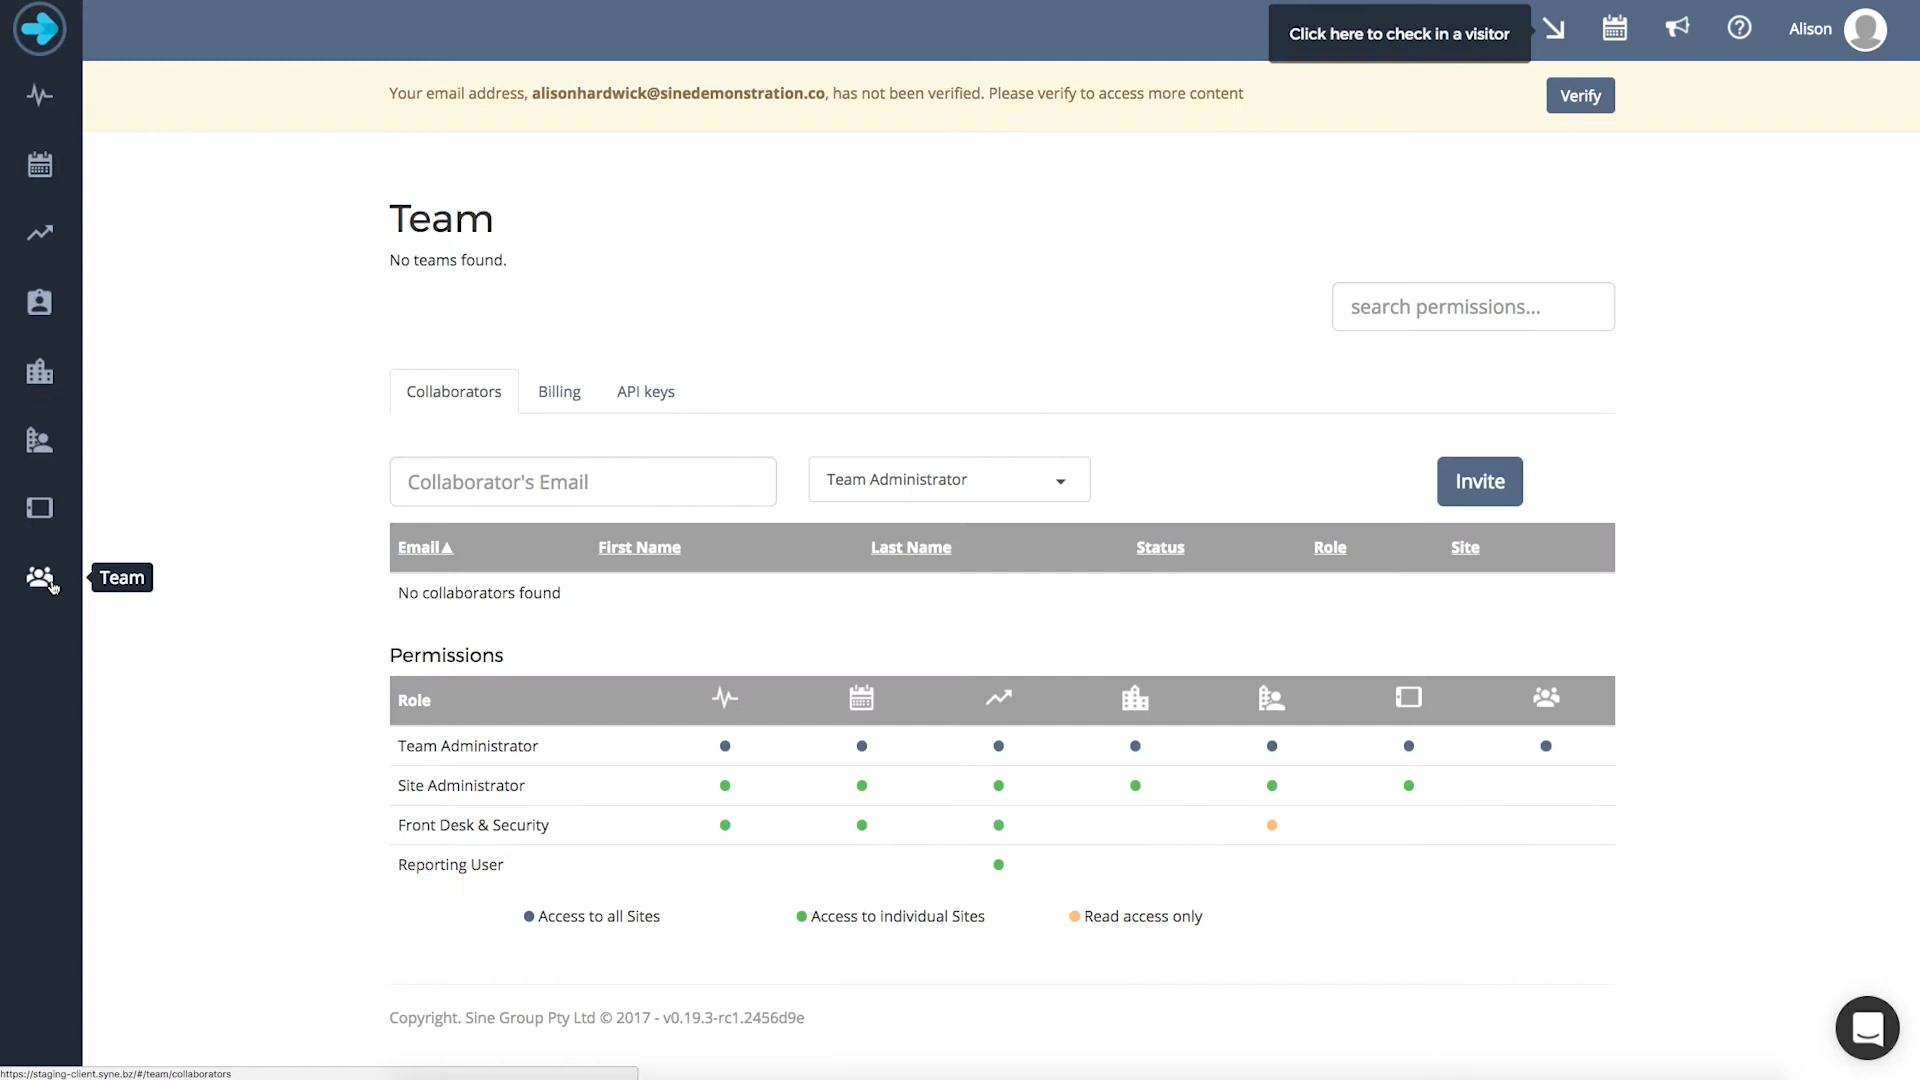 Click here to check in a visitor
Alison
Your email address, alisonhardwick@sinedemonstration.co, has not been verified. Please verify to access more content
Verify
Team
No teams found.
search permissions...
Collaborators Billing API keys
Collaborator's Email Team Administrator Invite
Email▲ First Name Last Name Status Role Site
Team
No collaborators found
Permissions
Role
Team Administrator
Site Administrator
Front Desk & Security
Reporting User
Access to all Sites Access to individual Sites Read access only
Copyright. Sine Group Pty Ltd © 2017 - v0.19.3-rc1.2456d9e
https://staging-client.syne.bz/#/team/collaborators